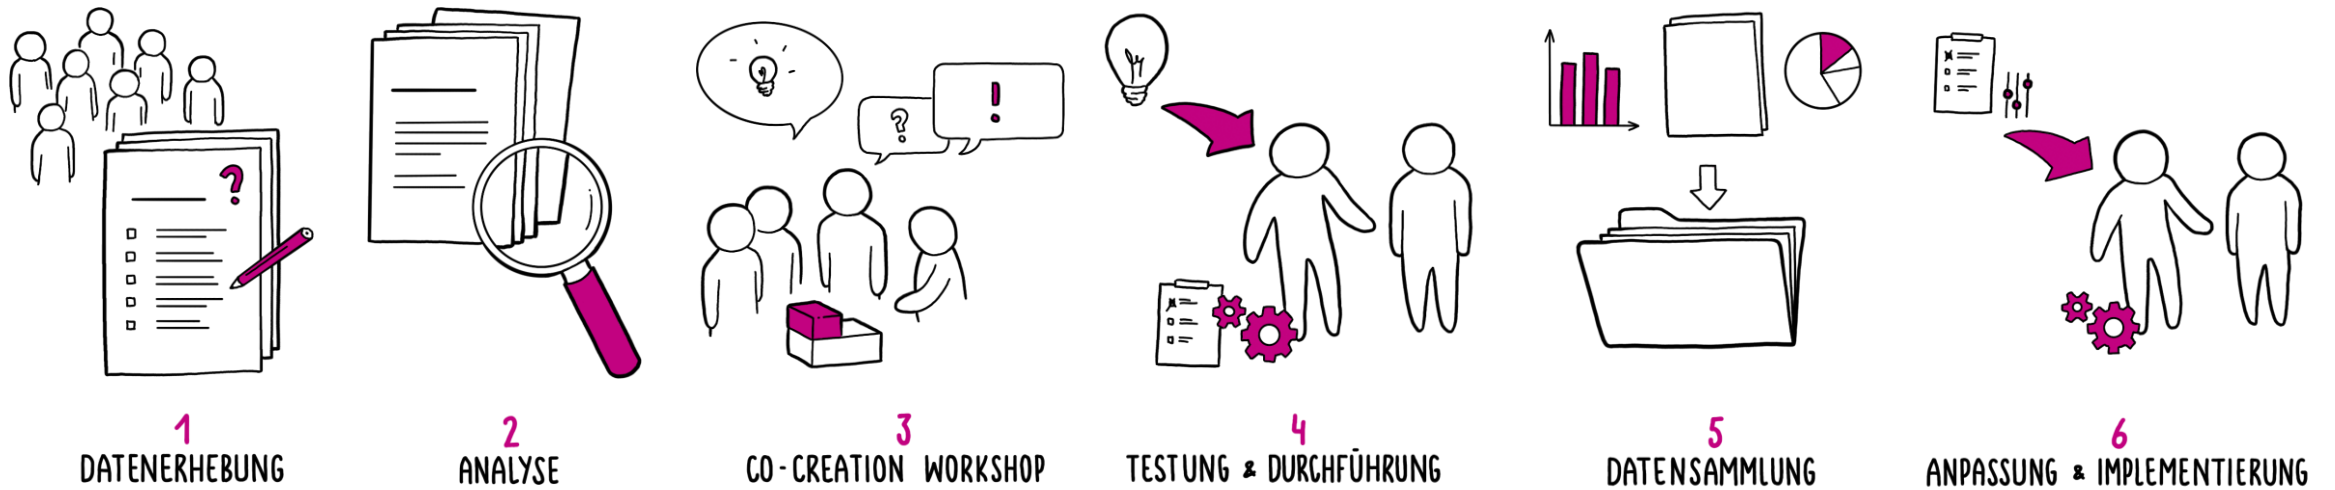 ?
?
!
1
DATENERHEBUNG
2
ANALYSE
3
CO-CREATION WORKSHOP
4
TESTUNG & DURCHFÜHRUNG
5
DATENSAMMLUNG
6
ANPASSUNG & IMPLEMENTIERUNG